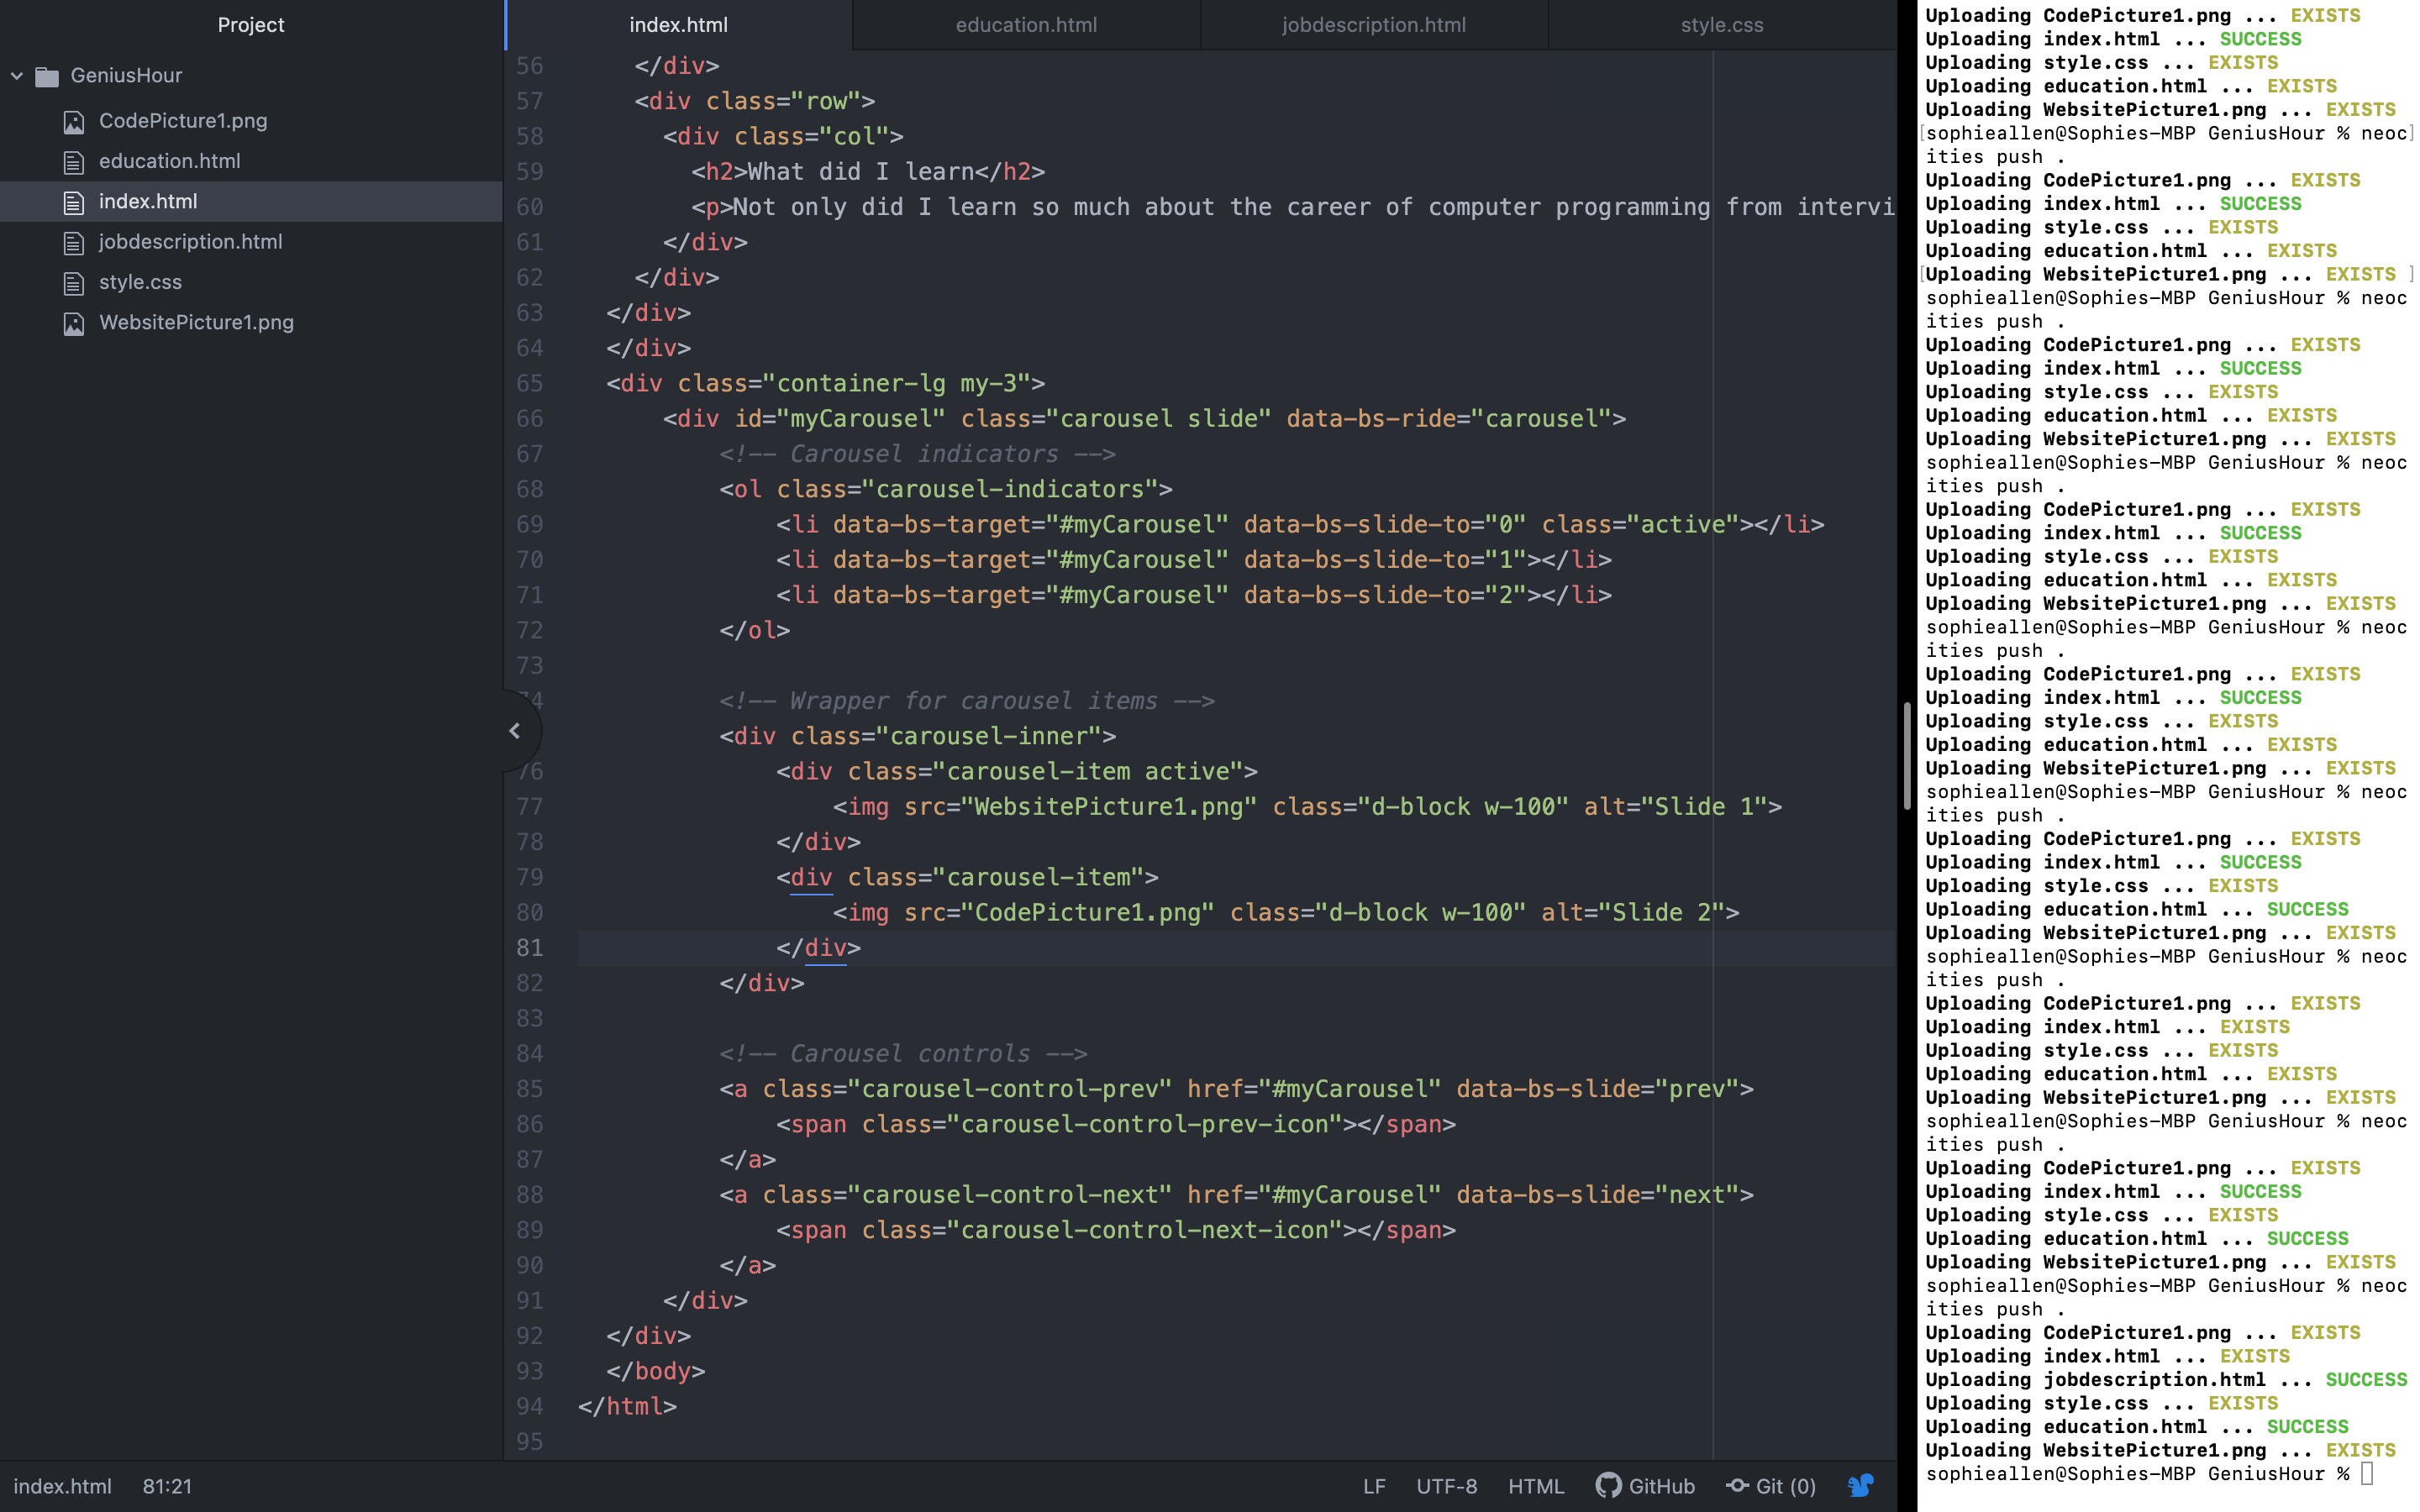 Project
GeniusHour
CodePicture1.png
education.html
index.html
jobdescription.html
style.css
WebsitePicture1.png
index.html
education.html
jobdescription.html
style.css
56 </div>
57 <div class="row">
58 <div class="col">
59 <h2>What did I learn</h2>
60 <p>Not only did I learn so much about the career of computer programming from intervi
61 </div>
62 </div>
63 </div>
64 </div>
65 <div class="container-lg my-3">
66 <div id="myCarousel" class="carousel slide" data-bs-ride="carousel">
67 <!-- Carousel indicators -->
68 <ol class="carousel-indicators">
69 <li data-bs-target="#myCarousel" data-bs-slide-to="0" class="active"></li>
70 <li data-bs-target="#myCarousel" data-bs-slide-to="1"></li>
71 <li data-bs-target="#myCarousel" data-bs-slide-to="2"></li>
72 </ol>
73
74 <!-- Wrapper for carousel items -->
<div class="carousel-inner">
76 <div class="carousel-item active">
77 <img src="WebsitePicture1.png" class="d-block w-100" alt="Slide 1">
78 </div>
79 <div class="carousel-item">
80 <img src="CodePicture1.png" class="d-block w-100" alt="Slide 2">
81 </div>
82 </div>
83
84 <!-- Carousel controls -->
85 <a class="carousel-control-prev" href="#myCarousel" data-bs-slide="prev">
86 <span class="carousel-control-prev-icon"></span>
87 </a>
88 <a class="carousel-control-next" href="#myCarousel" data-bs-slide="next">
89 <span class="carousel-control-next-icon"></span>
90 </a>
91 </div>
92 </div>
93 </body>
94 </html>
95
index.html 81:21
LF UTF-8 HTML GitHub Git (0)
Uploading CodePicture1.png ... EXISTS
Uploading index.html ... SUCCESS
Uploading style.css ... EXISTS
Uploading education.html ... EXISTS
Uploading WebsitePicture1.png ... EXISTS
[sophieallen@Sophies-MBP GeniusHour % neoc]
ities push .
Uploading CodePicture1.png ... EXISTS
Uploading index.html ... SUCCESS
Uploading style.css ... EXISTS
Uploading education.html ... EXISTS
[Uploading WebsitePicture1.png ... EXISTS ]
sophieallen@Sophies-MBP GeniusHour % neoc
ities push .
Uploading CodePicture1.png ... EXISTS
Uploading index.html ... SUCCESS
Uploading style.css ... EXISTS
Uploading education.html ... EXISTS
Uploading WebsitePicture1.png ... EXISTS
sophieallen@Sophies-MBP GeniusHour % neoc
ities push .
Uploading CodePicture1.png ... EXISTS
Uploading index.html ... SUCCESS
Uploading style.css ... EXISTS
Uploading education.html ... EXISTS
Uploading WebsitePicture1.png ... EXISTS
sophieallen@Sophies-MBP GeniusHour % neoc
ities push .
Uploading CodePicture1.png ... EXISTS
Uploading index.html ... SUCCESS
Uploading style.css ... EXISTS
Uploading education.html ... EXISTS
Uploading WebsitePicture1.png ... EXISTS
sophieallen@Sophies-MBP GeniusHour % neoc
ities push .
Uploading CodePicture1.png ... EXISTS
Uploading index.html ... SUCCESS
Uploading style.css ... EXISTS
Uploading education.html ... SUCCESS
Uploading WebsitePicture1.png ... EXISTS
sophieallen@Sophies-MBP GeniusHour % neoc
ities push .
Uploading CodePicture1.png ... EXISTS
Uploading index.html ... EXISTS
Uploading style.css ... EXISTS
Uploading education.html ... EXISTS
Uploading WebsitePicture1.png ... EXISTS
sophieallen@Sophies-MBP GeniusHour % neoc
ities push .
Uploading CodePicture1.png ... EXISTS
Uploading index.html ... SUCCESS
Uploading style.css ... EXISTS
Uploading education.html ... SUCCESS
Uploading WebsitePicture1.png ... EXISTS
sophieallen@Sophies-MBP GeniusHour % neoc
ities push .
Uploading CodePicture1.png ... EXISTS
Uploading index.html ... EXISTS
Uploading jobdescription.html ... SUCCESS
Uploading style.css ... EXISTS
Uploading education.html ... SUCCESS
Uploading WebsitePicture1.png ... EXISTS
sophieallen@Sophies-MBP GeniusHour %